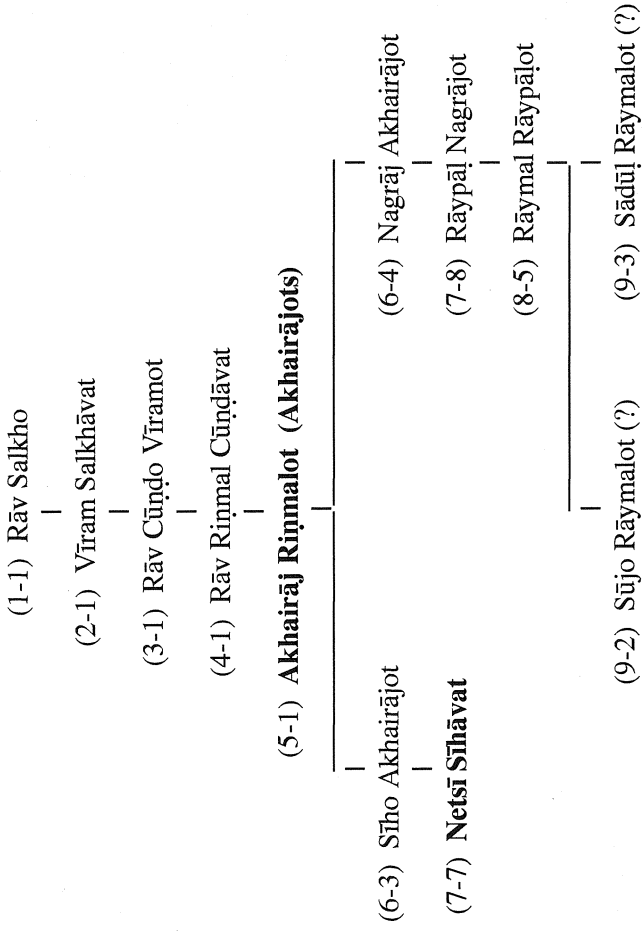 (1-1) Rāv Salkho
(2-1) Vīram Salkhāvat
(3-1) Rāv Cūṇḍo Vīramot
(4-1) Rāv Riṇmal Cūṇḍāvat
(5-1) Akhairāj Riṇmalot (Akhairājots)
(6-3) Sīho Akhairājot
(6-4) Nagrāj Akhairājot
(7-7) Netsī Sīhāvat
(7-8) Rāypāḷ Nagrājot
(8-5) Rāymal Rāypāḷot
(9-2) Sūjo Rāymalot (?)
(9-3) Sādūḷ Rāymalot (?)